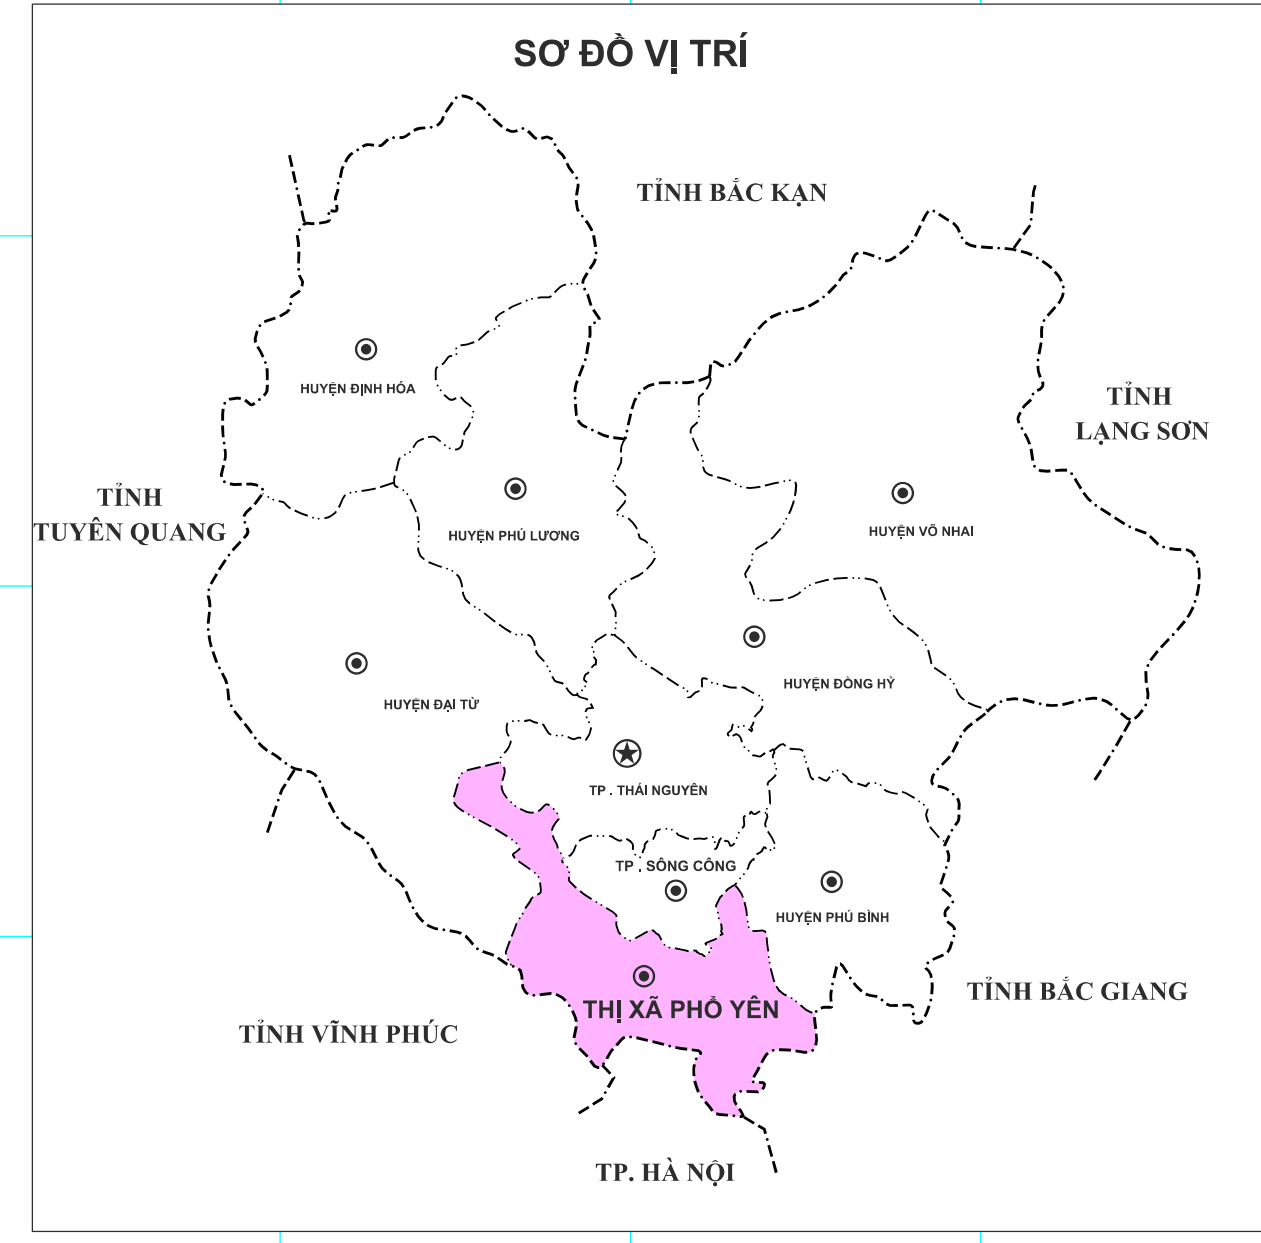 SƠ ĐỒ VỊ TRÍ
TỈNH BẮC KẠN
HUYỆN ĐỊNH HÓA
TỈNH
LẠNG SƠN
TỈNH
TUYÊN QUANG
HUYỆN PHÚ LƯƠNG
HUYỆN VÕ NHAI
HUYỆN ĐỒNG HỶ
HUYỆN ĐẠI TỪ
TP . THÁI NGUYÊN
TP . SÔNG CÔNG
HUYỆN PHÚ BÌNH
TỈNH BẮC GIANG
THỊ XÃ PHỔ YÊN
TỈNH VĨNH PHÚC
TP. HÀ NỘI